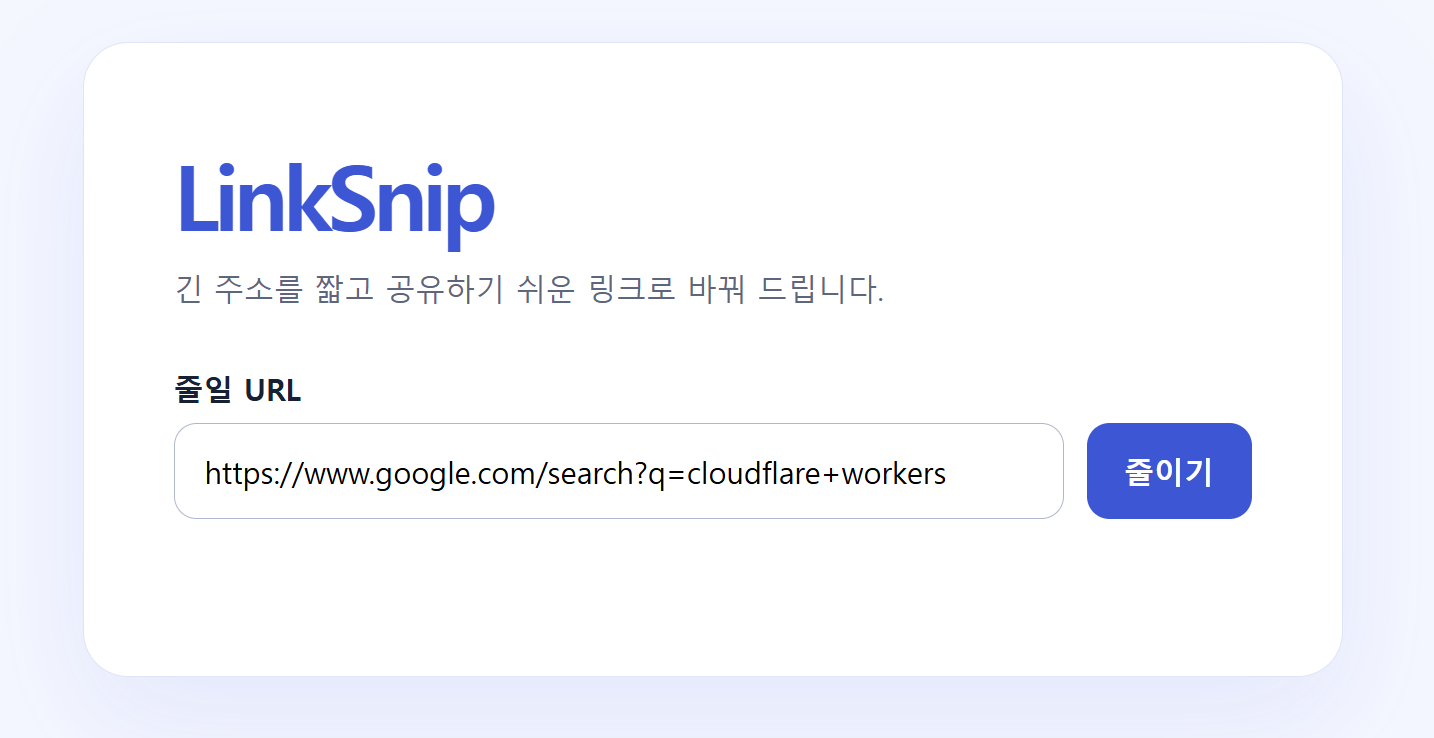 LinkSnip
긴 주소를 짧고 공유하기 쉬운 링크로 바꿔 드립니다.
줄일 URL
https://www.google.com/search?q=cloudflare+workers
줄이기